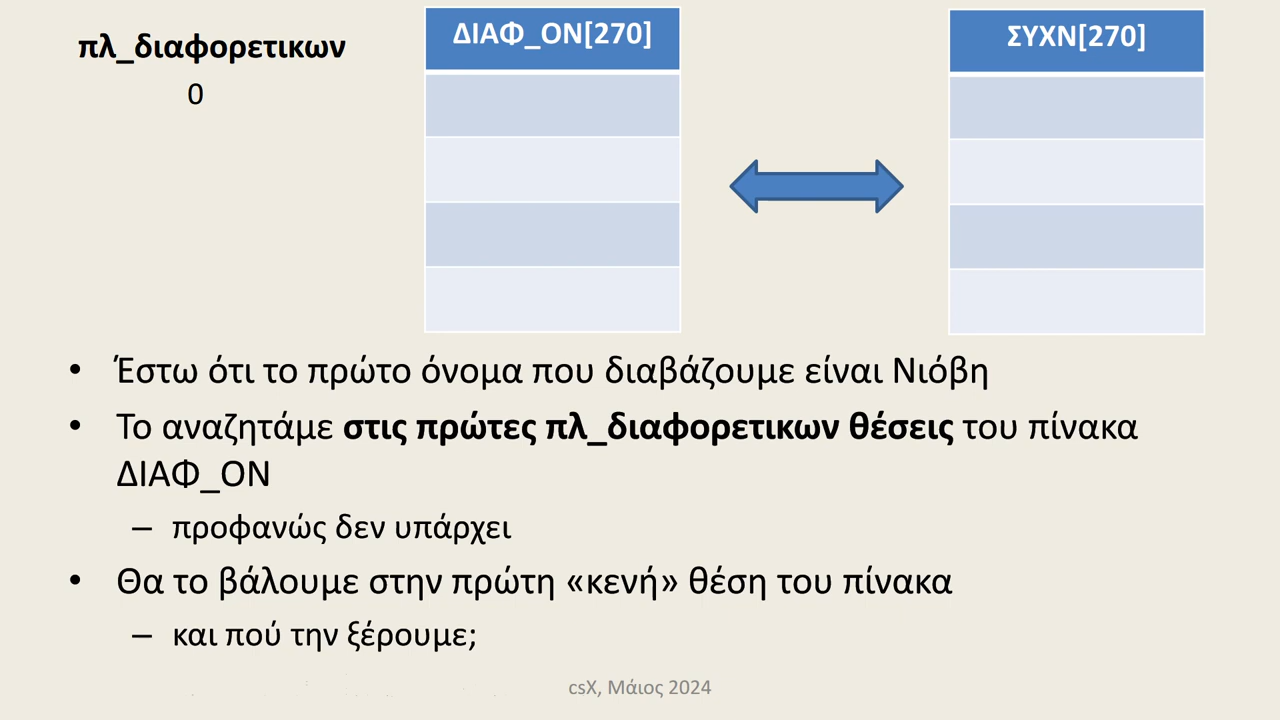 πλ_διαφορετικων
0
ΔΙΑΦ_ΟΝ[270]
ΣΥΧΝ[270]
• Έστω ότι το πρώτο όνομα που διαβάζουμε είναι Νιόβη
• Το αναζητάμε στις πρώτες πλ_διαφορετικων θέσεις του πίνακα
ΔΙΑΦ_ΟΝ
– προφανώς δεν υπάρχει
• Θα το βάλουμε στην πρώτη «κενή» θέση του πίνακα
– και πού την ξέρουμε;
csX, Μάιος 2024